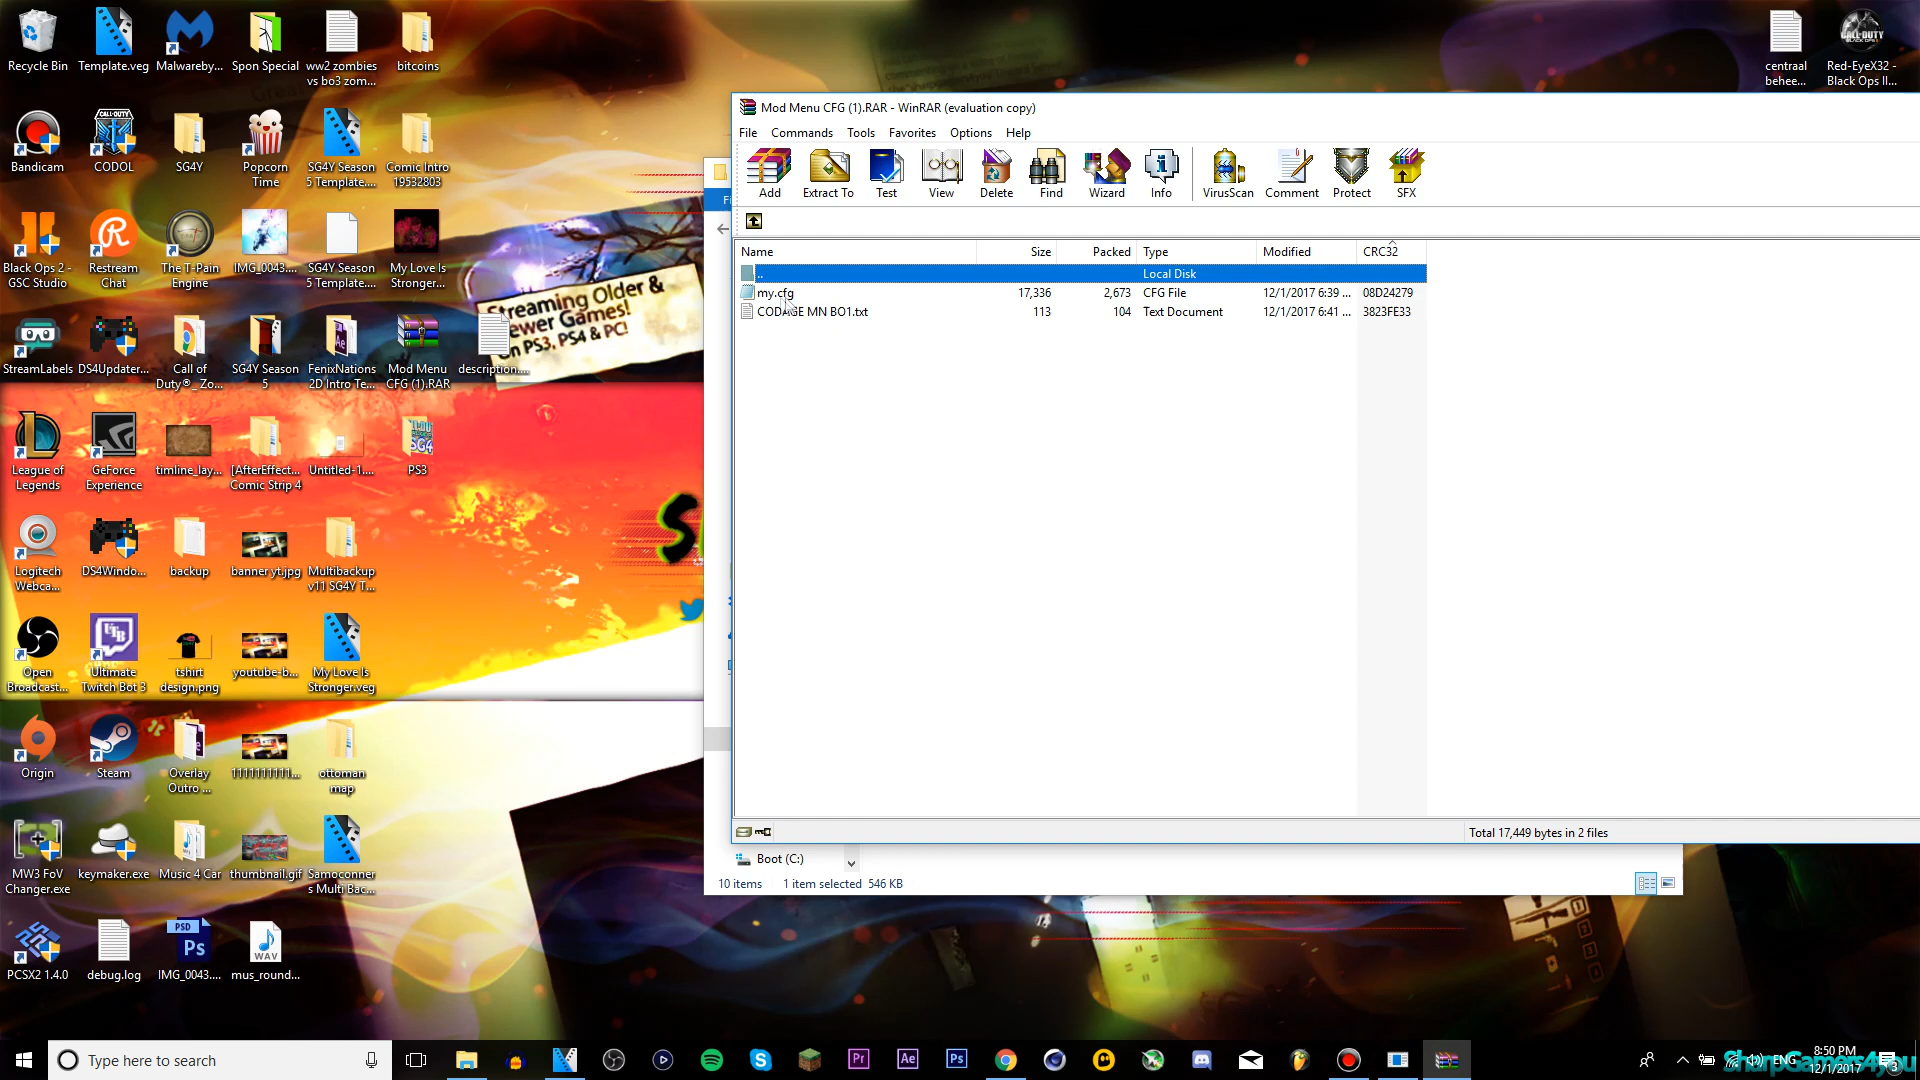 Recycle Bin
Template.veg
Malwareby...
Spon Special
ww2 zombies
vs bo3 zom...
bitcoins
centraal
behee...
Red-EyeX32 -
Black Ops II...
Bandicam
CODOL
SG4Y
Popcorn
Time
SG4Y Season
5 Template....
Comic Intro
19532803
Black Ops 2 -
GSC Studio
Restream
Chat
The T-Pain
Engine
IMG_0043....
SG4Y Season
5 Template....
My Love Is
Stronger...
StreamLabels
DS4Updater...
Call of
Duty®_ Zo...
SG4Y Season
5
FenixNations
2D Intro Te...
Mod Menu
CFG (1).RAR
description....
Streaming Older &
Newer Games!
On PS3, PS4 & PC!
League of
Legends
GeForce
Experience
timline_lay...
[AfterEffect...
Comic Strip 4
Untitled-1....
PS3
Logitech
Webca...
DS4Windo...
backup
banner yt.jpg
Multibackup
v11 SG4Y T...
Open
Broadcast...
Ultimate
Twitch Bot 3
tshirt
design.png
youtube-b...
My Love Is
Stronger.veg
Origin
Steam
Overlay
Outro ...
1111111111...
ottoman
map
MW3 FoV
Changer.exe
keymaker.exe
Music 4 Car
thumbnail.gif
Samoconner
s Multi Bac...
PCSX2 1.4.0
debug.log
IMG_0043....
mus_round...
Mod Menu CFG (1).RAR - WinRAR (evaluation copy)
File Commands Tools Favorites Options Help
Add Extract To Test View Delete Find Wizard Info VirusScan Comment Protect SFX
Name Size Packed Type Modified CRC32
.. Local Disk
my.cfg 17,336 2,673 CFG File 12/1/2017 6:39 ... 08D24279
CODAGE MN BO1.txt 113 104 Text Document 12/1/2017 6:41 ... 3823FE33
Total 17,449 bytes in 2 files
Boot (C:)
10 items 1 item selected 546 KB
Type here to search
ENG
8:50 PM
12/1/2017
3
SharpGamers4you